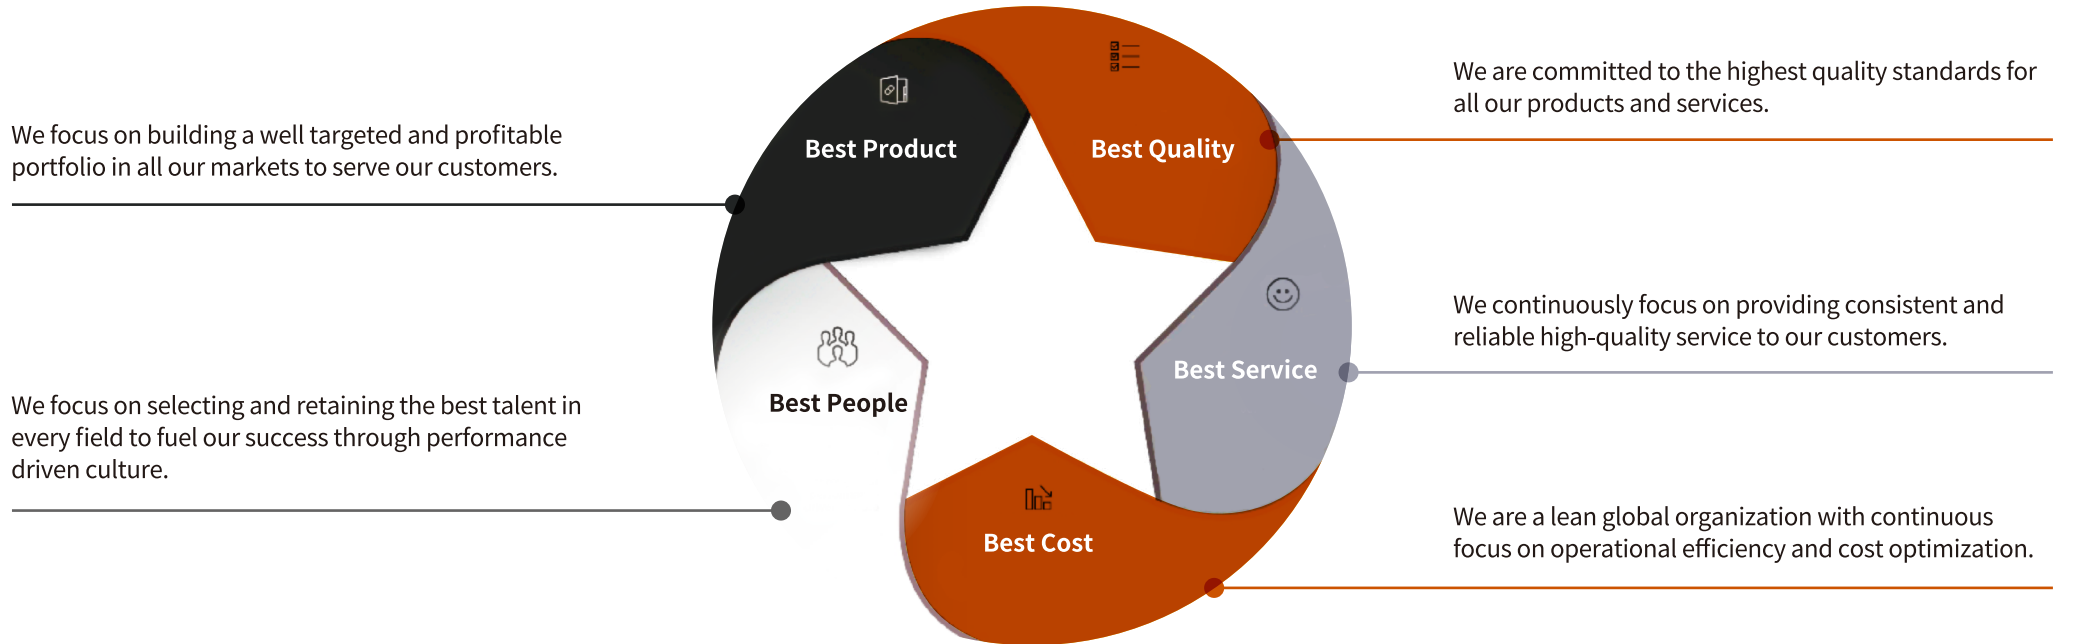 We focus on building a well targeted and profitable
portfolio in all our markets to serve our customers.
Best Product
Best Quality
We are committed to the highest quality standards for
all our products and services.
We focus on selecting and retaining the best talent in
every field to fuel our success through performance
driven culture.
Best People
Best Service
We continuously focus on providing consistent and
reliable high-quality service to our customers.
Best Cost
We are a lean global organization with continuous
focus on operational efficiency and cost optimization.